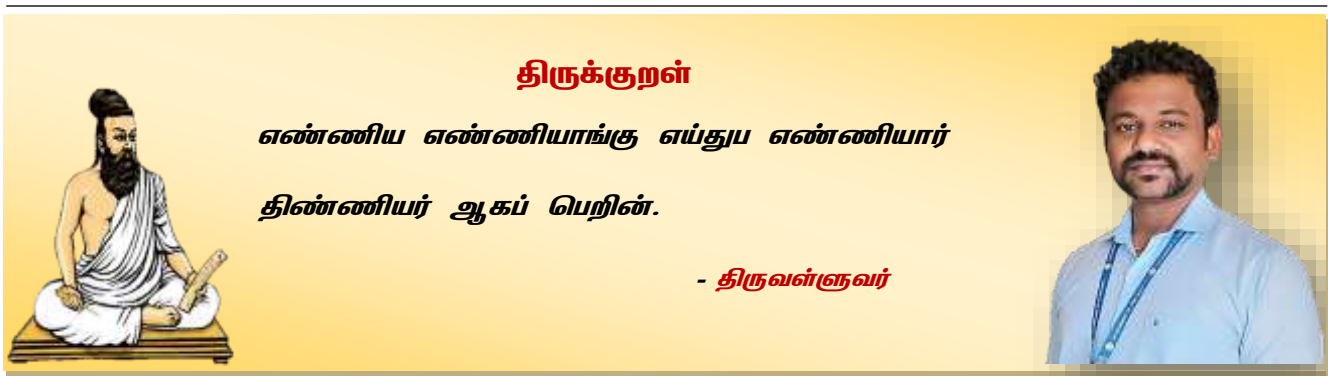 திருக்குறள்
எண்ணிய எண்ணியாங்கு எய்துப எண்ணியார்
திண்ணியர் ஆகப் பெறின்.
- திருவள்ளுவர்